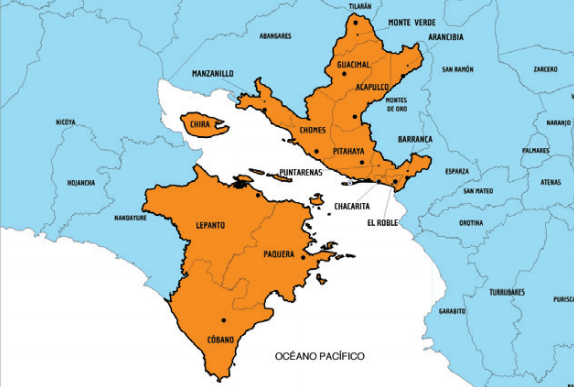 TILARÁN
MONTE VERDE
ABANGARES
ARANCIBIA
GUACIMAL
SAN RAMÓN
ZARCERO
MANZANILLO
ACAPULCO
MONTES
DE ORO
NICOYA
CHIRA
CHOMES
NARANJO
BARRANCA
PITAHAYA
PALMARES
PUNTARENAS
ESPARZA
HOJANCHA
SAN MATEO
ATENAS
CHACARITA
NANDAYURE
LEPANTO
EL ROBLE
OROTINA
PAQUERA
TURRUBARES
PURISC
GARABITO
CÓBANO
OCÉANO PACÍFICO